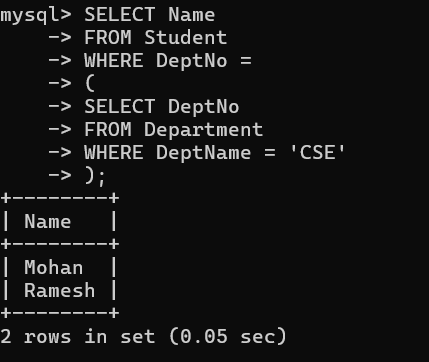 mysql> SELECT Name
    -> FROM Student
    -> WHERE DeptNo =
    -> (
    -> SELECT DeptNo
    -> FROM Department
    -> WHERE DeptName = 'CSE'
    -> );
+--------+
| Name   |
+--------+
| Mohan  |
| Ramesh |
+--------+
2 rows in set (0.05 sec)